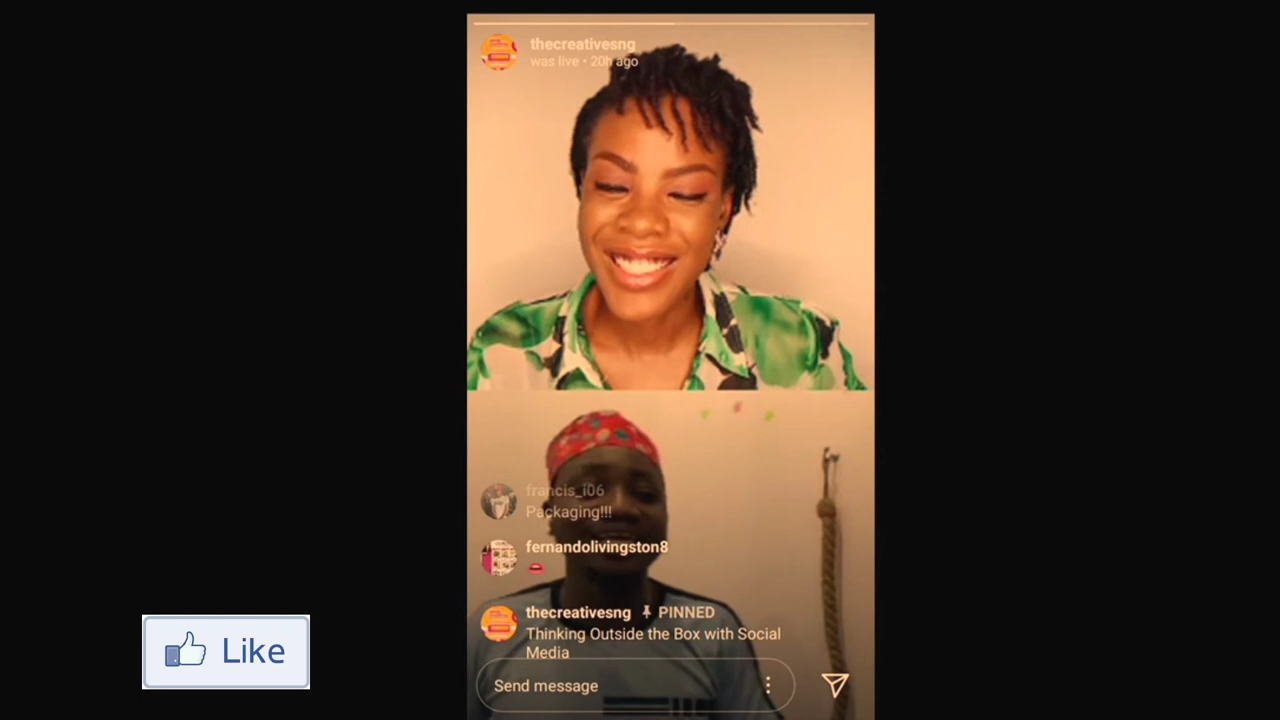 thecreativesng
was live • 20h ago
francis_i06
Packaging!!!
fernandolivingston8
thecreativesng PINNED
Thinking Outside the Box with Social
Media
Send message
Like